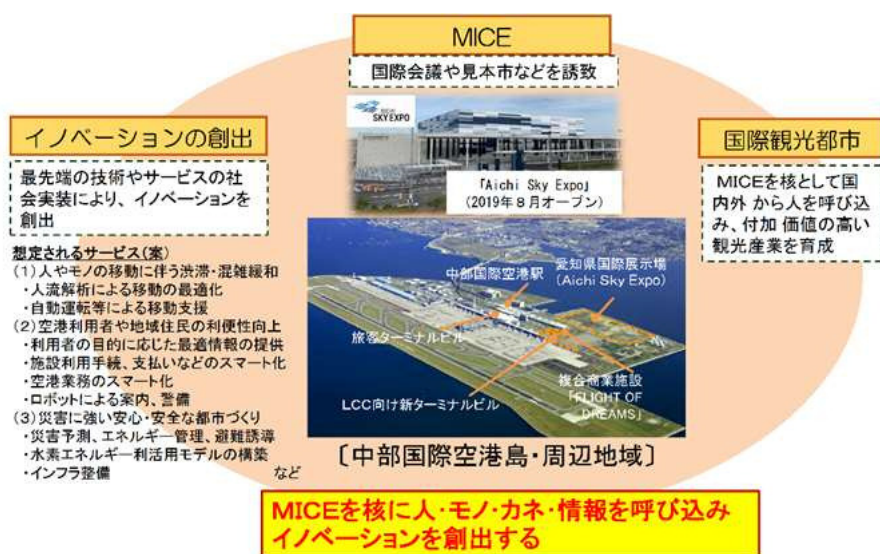 MICE
国際会議や見本市などを誘致
AICHI
SKY EXPO
「Aichi Sky Expo」
(2019年8月オープン)
イノベーションの創出
最先端の技術やサービスの社
会実装により、イノベーションを
創出
想定されるサービス(案)
(1)人やモノの移動に伴う渋滞・混雑緩和
・人流解析による移動の最適化
・自動運転等による移動支援
(2)空港利用者や地域住民の利便性向上
・利用者の目的に応じた最適情報の提供
・施設利用手続、支払いなどのスマート化
・空港業務のスマート化
・ロボットによる案内、警備
(3)災害に強い安心・安全な都市づくり
・災害予測、エネルギー管理、避難誘導
・水素エネルギー利活用モデルの構築
・インフラ整備 など
国際観光都市
MICEを核として国
内外 から人を呼び込
み、付加 価値の高い
観光産業を育成
中部国際空港駅
愛知県国際展示場
(Aichi Sky Expo)
旅客ターミナルビル
LCC向け新ターミナルビル
複合商業施設
「FLIGHT OF
DREAMS」
〔中部国際空港島・周辺地域〕
MICEを核に人・モノ・カネ・情報を呼び込み
イノベーションを創出する